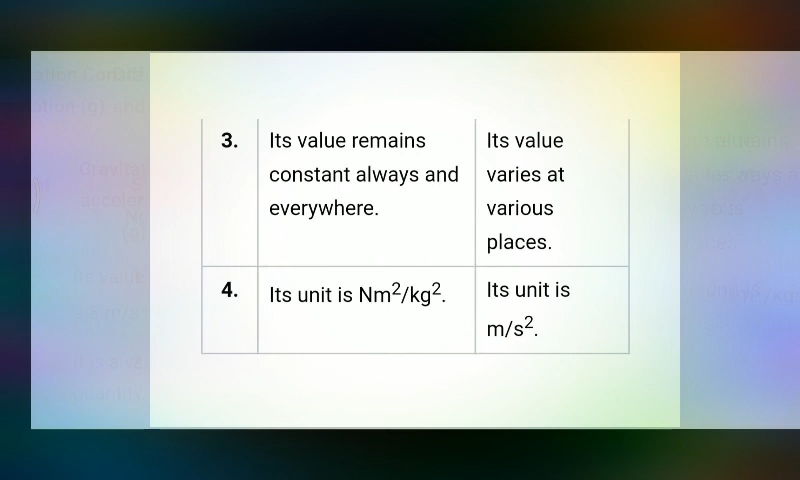 3.
Its value remains
constant always and
everywhere.
Its value
varies at
various
places.
4.
Its unit is Nm²/kg².
Its unit is
m/s².